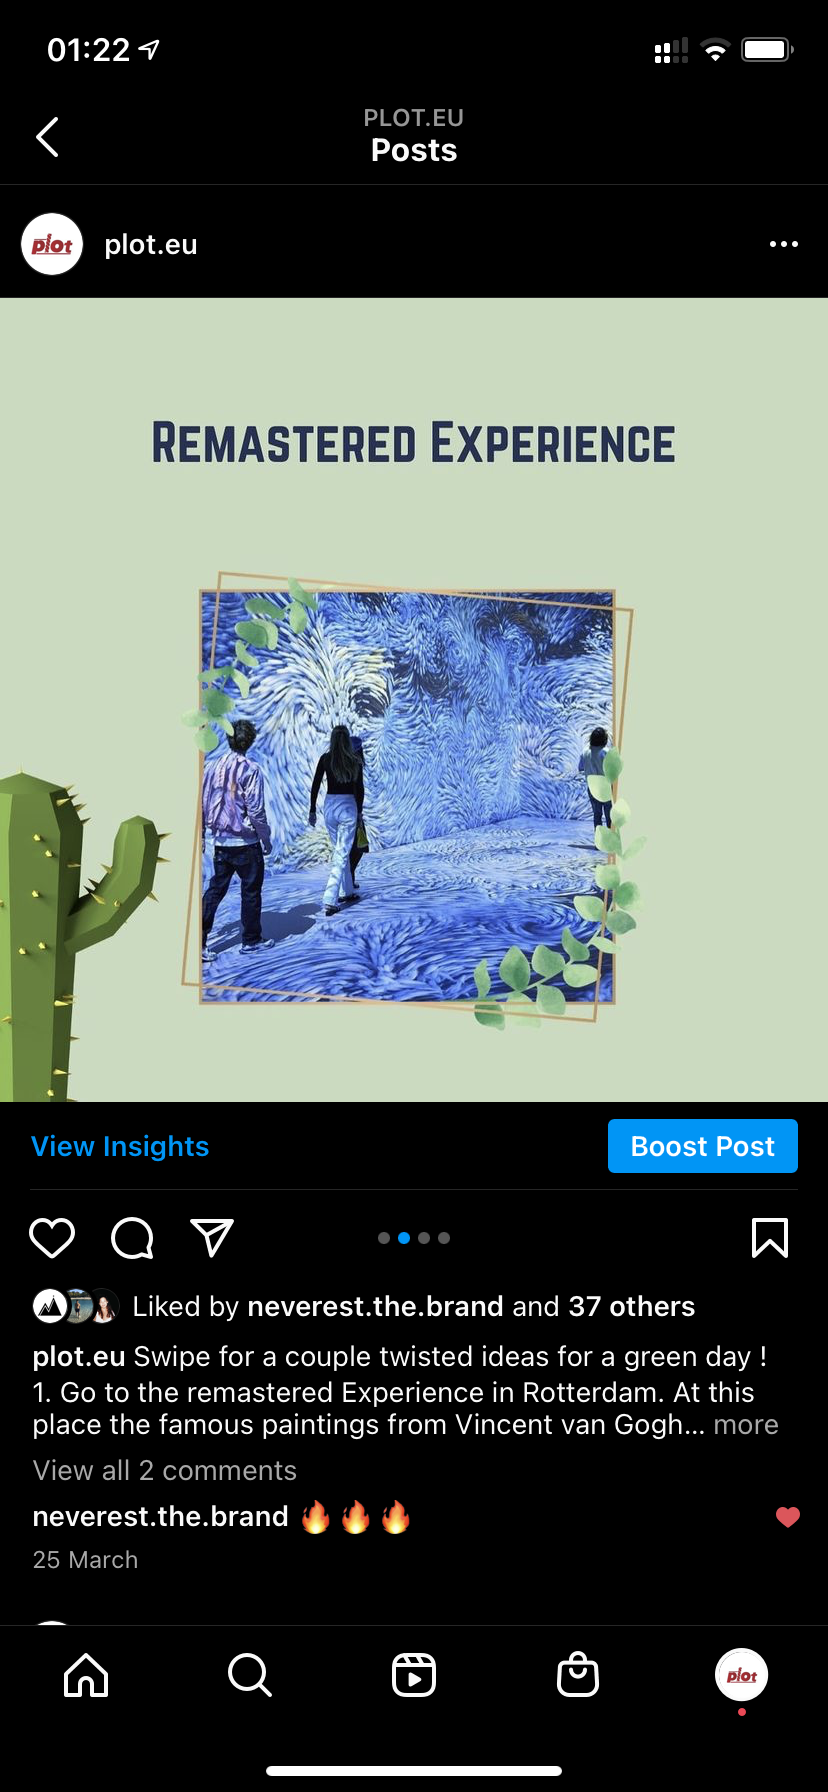 01:22
PLOT.EU
Posts
plot
plot.eu
REMASTERED EXPERIENCE
View Insights
Boost Post
Liked by neverest.the.brand and 37 others
plot.eu Swipe for a couple twisted ideas for a green day !
1. Go to the remastered Experience in Rotterdam. At this
place the famous paintings from Vincent van Gogh... more
View all 2 comments
neverest.the.brand 🔥🔥🔥
25 March
plot